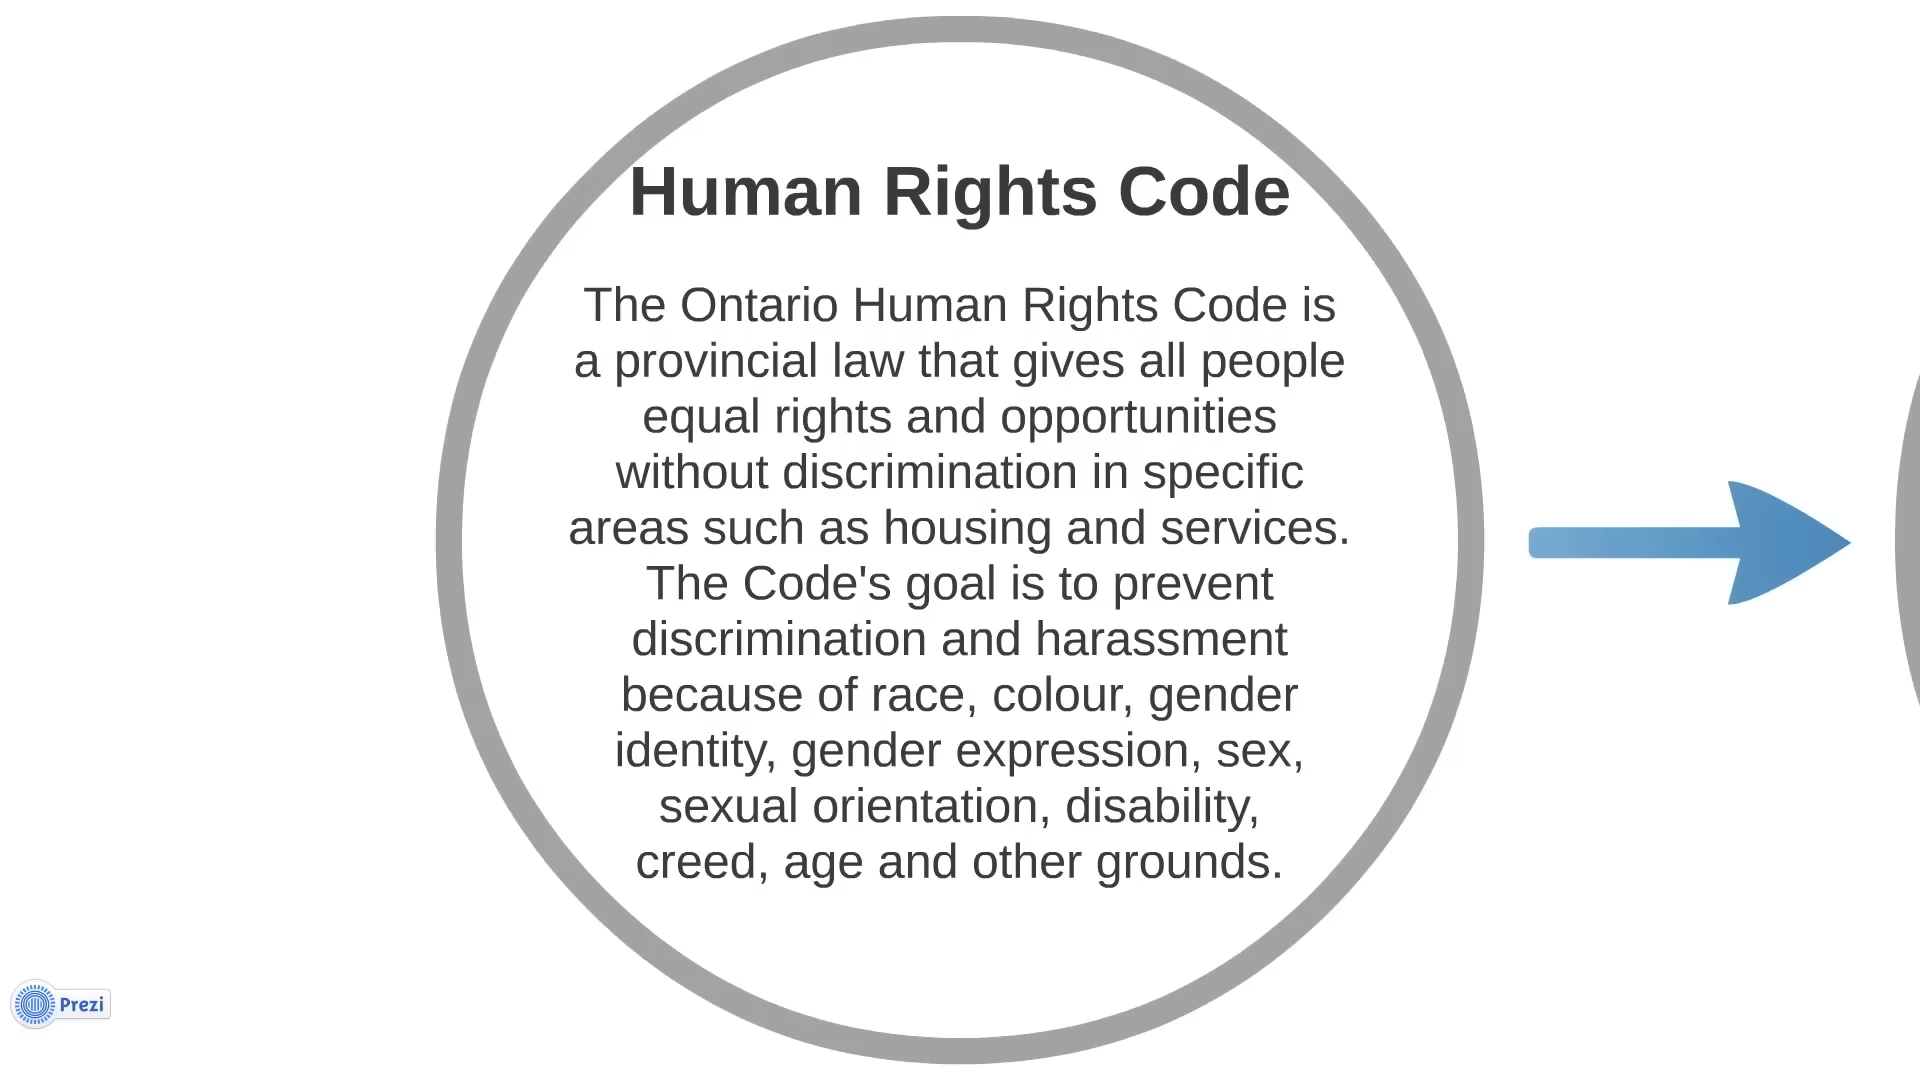 Human Rights Code
The Ontario Human Rights Code is
a provincial law that gives all people
equal rights and opportunities
without discrimination in specific
areas such as housing and services.
The Code's goal is to prevent
discrimination and harassment
because of race, colour, gender
identity, gender expression, sex,
sexual orientation, disability,
creed, age and other grounds.
Prezi